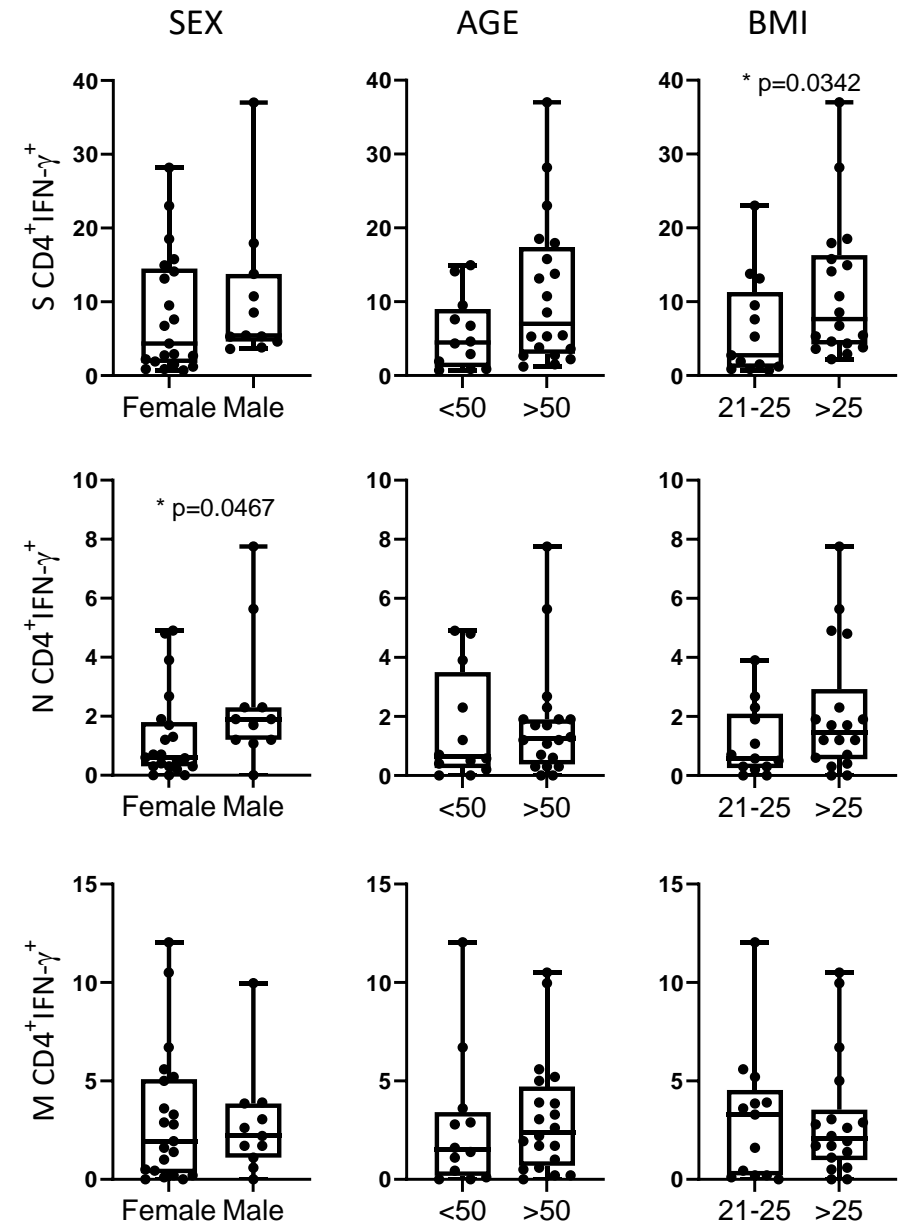 SEX AGE BMI
S CD4⁺IFN-γ⁺
40 30 20 10 0
Female Male
40 30 20 10 0
<50 >50
* p=0.0342
40 30 20 10 0
21-25 >25
N CD4⁺IFN-γ⁺
* p=0.0467
10 8 6 4 2 0
Female Male
10 8 6 4 2 0
<50 >50
10 8 6 4 2 0
21-25 >25
M CD4⁺IFN-γ⁺
15 10 5 0
Female Male
15 10 5 0
<50 >50
15 10 5 0
21-25 >25